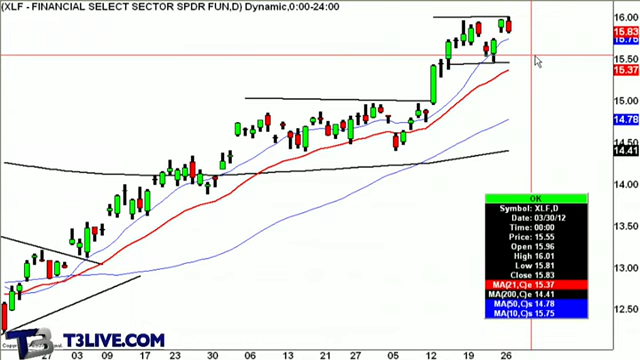 (XLF - FINANCIAL SELECT SECTOR SPDR FUN,D) Dynamic,0:00-24:00
16.00
15.83
15.76
15.50
15.37
14.78
14.50
14.41
14.00
13.50
13.00
12.50
OK
Symbol: XLF,D
Date: 03/30/12
Time: 00:00
Price: 15.55
Open 15.96
High 16.01
Low 15.81
Close 15.83
MA(21,C)e = 15.37
MA(200,C)e = 14.41
MA(50,C)s = 14.78
MA(10,C)s = 15.75
T3 T3LIVE.COM
27 03 09 17 23 30 06 13 21 27 05 12 19 26